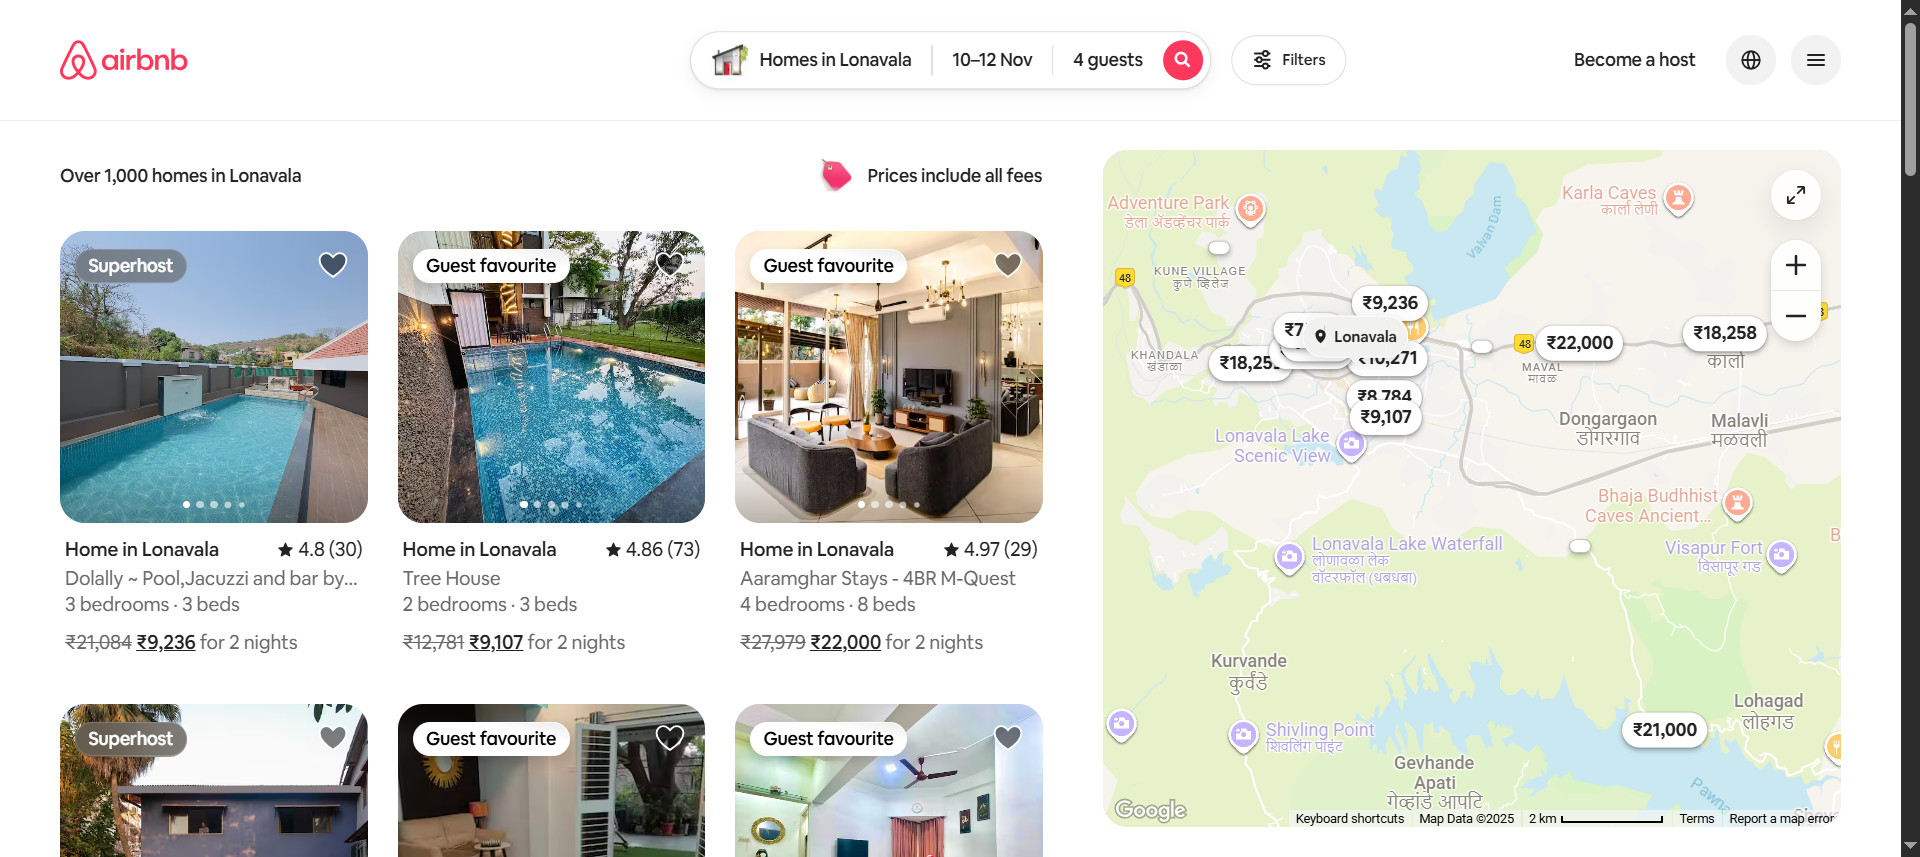 airbnb
Homes in Lonavala
10–12 Nov
4 guests
Filters
Become a host
Over 1,000 homes in Lonavala
Prices include all fees
Superhost
Home in Lonavala
4.8 (30)
Dolally ~ Pool,Jacuzzi and bar by...
3 bedrooms · 3 beds
₹21,084 ₹9,236 for 2 nights
Guest favourite
Home in Lonavala
4.86 (73)
Tree House
2 bedrooms · 3 beds
₹12,781 ₹9,107 for 2 nights
Guest favourite
Home in Lonavala
4.97 (29)
Aaramghar Stays - 4BR M-Quest
4 bedrooms · 8 beds
₹27,979 ₹22,000 for 2 nights
Superhost
Guest favourite
Guest favourite
Adventure Park
डेला ॲडव्हेंचर पार्क
Karla Caves
कार्ला लेणी
Valvan Dam
KUNE VILLAGE
कुणे व्हिलेज
48
₹9,236
₹7
Lonavala
48
₹22,000
₹18,258
कार्ला
KHANDALA
खंडाळा
₹18,25
₹10,271
MAVAL
मावळ
₹8,784
₹9,107
Dongargaon
डोंगरगाव
Malavli
मळवली
Lonavala Lake
Scenic View
Bhaja Budhhist
Caves Ancient...
Lonavala Lake Waterfall
लोणावळा लेक
वॉटरफॉल (धबधबा)
Visapur Fort
विसापूर गड
Kurvande
कुरवंडे
Lohagad
लोहगड
₹21,000
Shivling Point
शिवलिंग पाइंट
Gevhande
Apati
गेव्हांडे आपटि
Pawna
Google
Keyboard shortcuts
Map Data ©2025
2 km
Terms
Report a map error